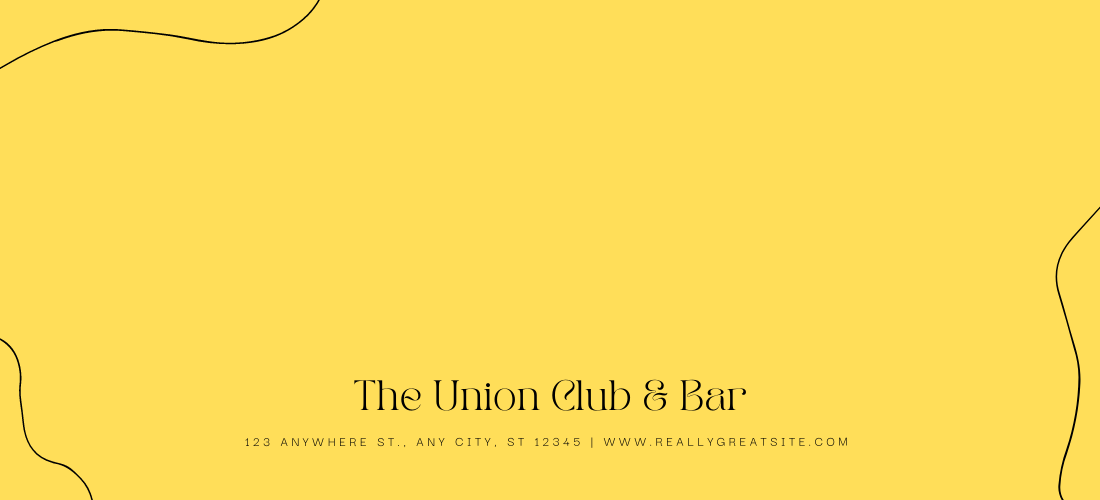 The Union Club & Bar
123 ANYWHERE ST., ANY CITY, ST 12345 | WWW.REALLYGREATSITE.COM